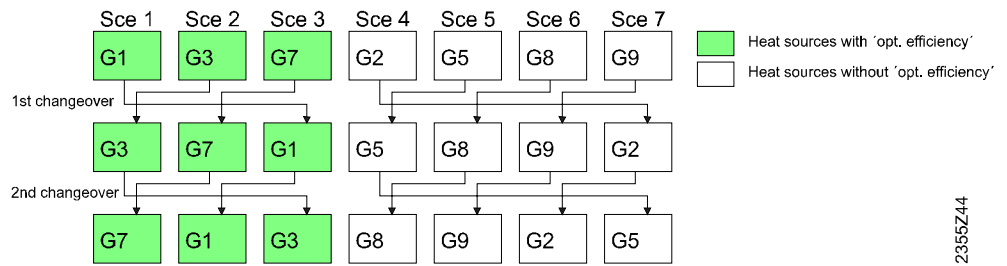 Sce 1 Sce 2 Sce 3 Sce 4 Sce 5 Sce 6 Sce 7
G1 G3 G7 G2 G5 G8 G9
Heat sources with ´opt. efficiency´
Heat sources without ´opt. efficiency´
1st changeover
G3 G7 G1 G5 G8 G9 G2
2nd changeover
G7 G1 G3 G8 G9 G2 G5
2355Z44